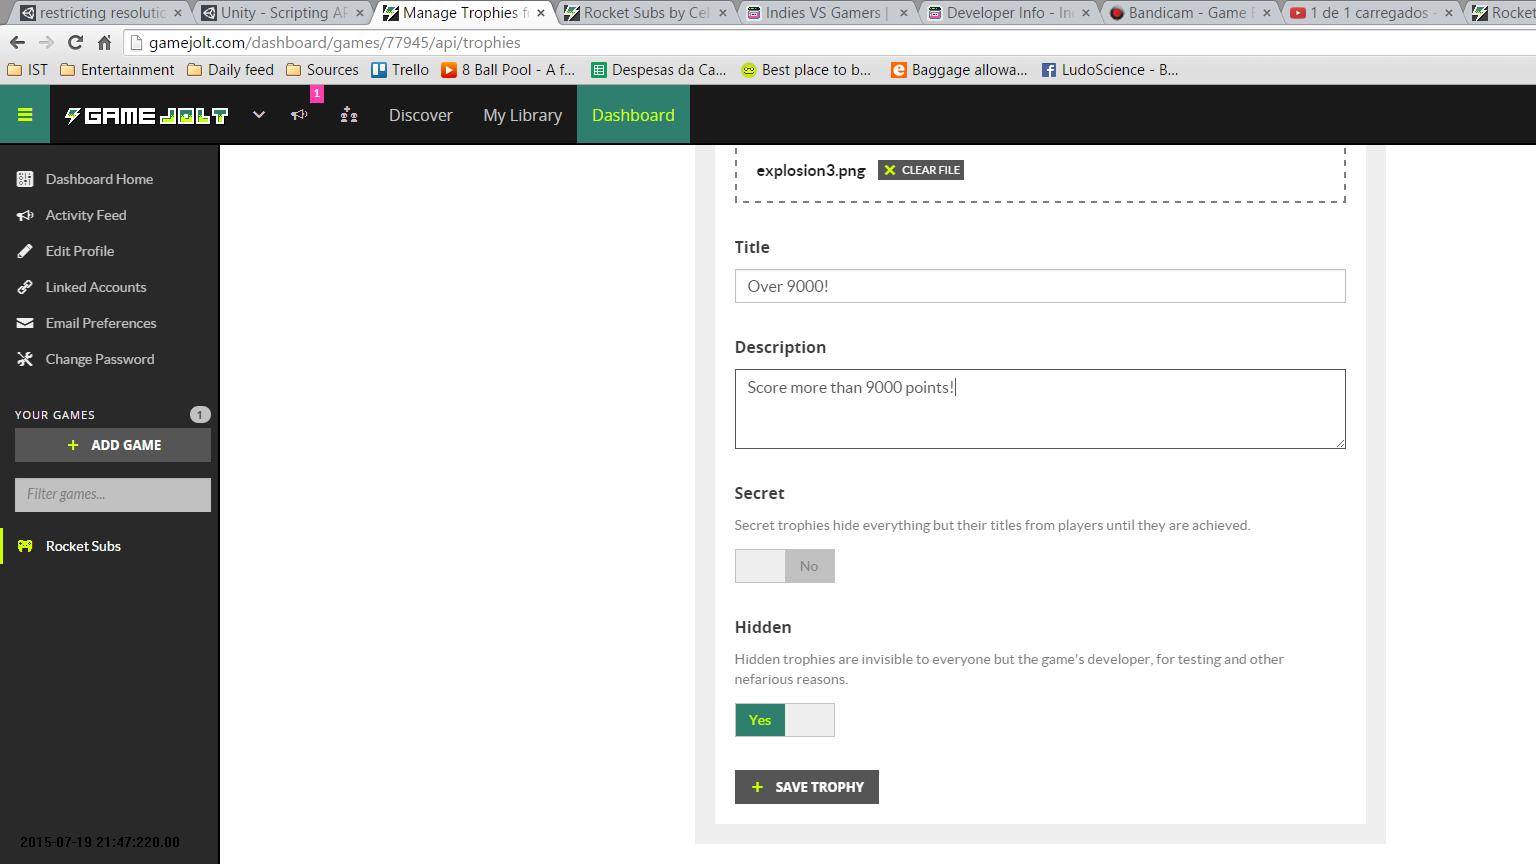 restricting resolutio
Unity - Scripting AP
Manage Trophies f
Rocket Subs by Cel
Indies VS Gamers |
Developer Info - In
Bandicam - Game R
1 de 1 carregados -
Rocket
gamejolt.com/dashboard/games/77945/api/trophies
IST
Entertainment
Daily feed
Sources
Trello
8 Ball Pool - A f...
Despesas da Ca...
Best place to b...
Baggage allowa...
LudoScience - B...
GAME JOLT
1
Discover
My Library
Dashboard
Dashboard Home
Activity Feed
Edit Profile
Linked Accounts
Email Preferences
Change Password
YOUR GAMES 1
+ ADD GAME
Filter games...
Rocket Subs
2015-07-19 21:47:220.00
explosion3.png CLEAR FILE
Title
Over 9000!
Description
Score more than 9000 points!
Secret
Secret trophies hide everything but their titles from players until they are achieved.
No
Hidden
Hidden trophies are invisible to everyone but the game's developer, for testing and other
nefarious reasons.
Yes
+ SAVE TROPHY